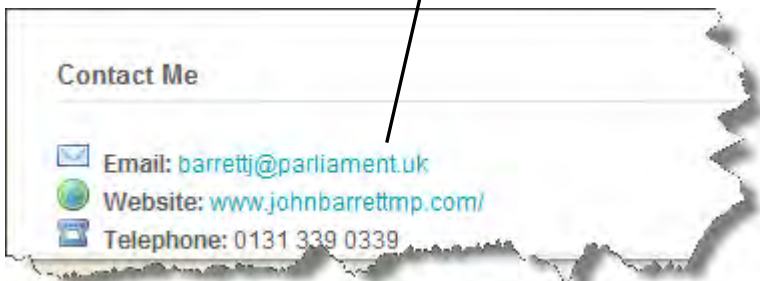 Contact Me
Email: barrettj@parliament.uk
Website: www.johnbarrettmp.com/
Telephone: 0131 339 0339